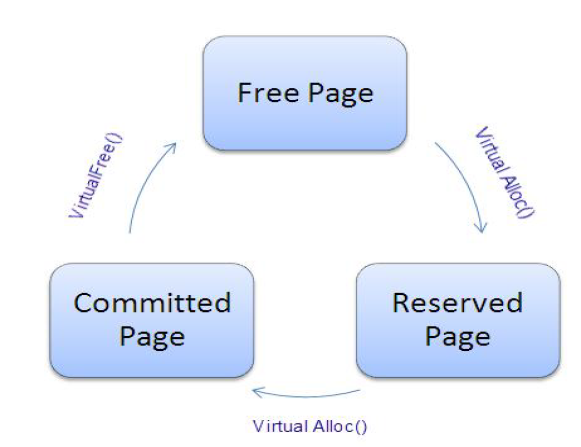 Free Page
VirtualFree()
Virtual Alloc()
Committed
Page
Reserved
Page
Virtual Alloc()